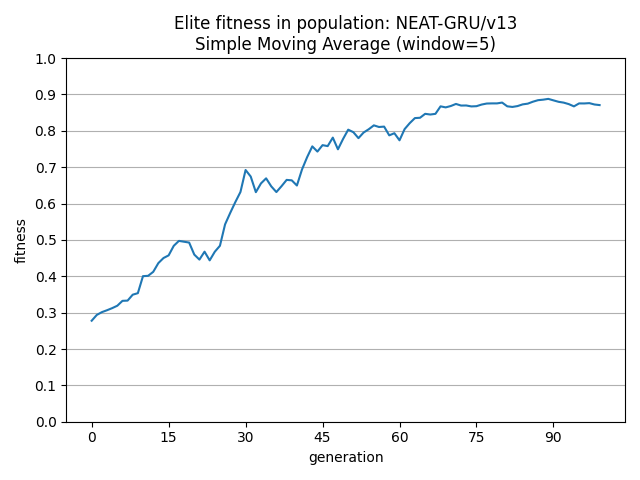 Elite fitness in population: NEAT-GRU/v13
Simple Moving Average (window=5)
1.0
0.9
0.8
0.7
0.6
0.5
0.4
0.3
0.2
0.1
0.0
fitness
0 15 30 45 60 75 90
generation